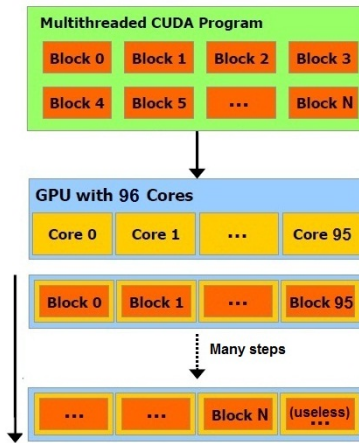 Multithreaded CUDA Program
Block 0 Block 1 Block 2 Block 3
Block 4 Block 5 ... Block N
GPU with 96 Cores
Core 0 Core 1 ... Core 95
Block 0 Block 1 ... Block 95
Many steps
... ... Block N (useless) ...